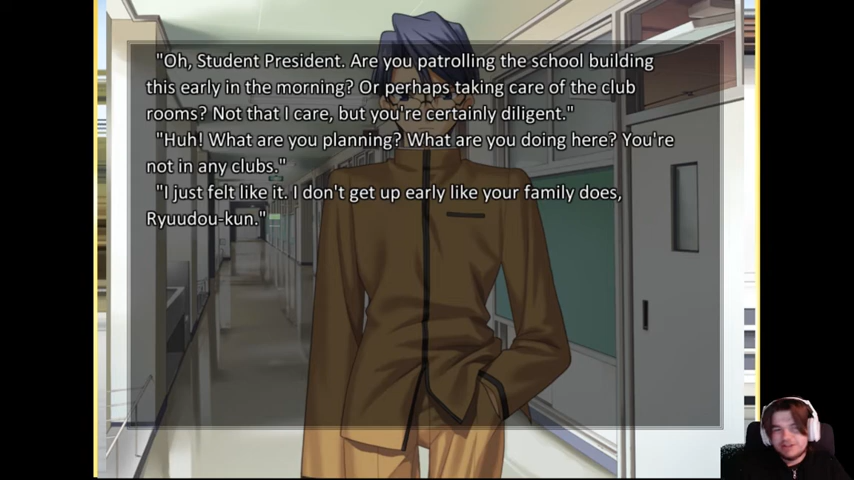 "Oh, Student President. Are you patrolling the school building
this early in the morning? Or perhaps taking care of the club
rooms? Not that I care, but you're certainly diligent."
"Huh! What are you planning? What are you doing here? You're
not in any clubs."
"I just felt like it. I don't get up early like your family does,
Ryuudou-kun."